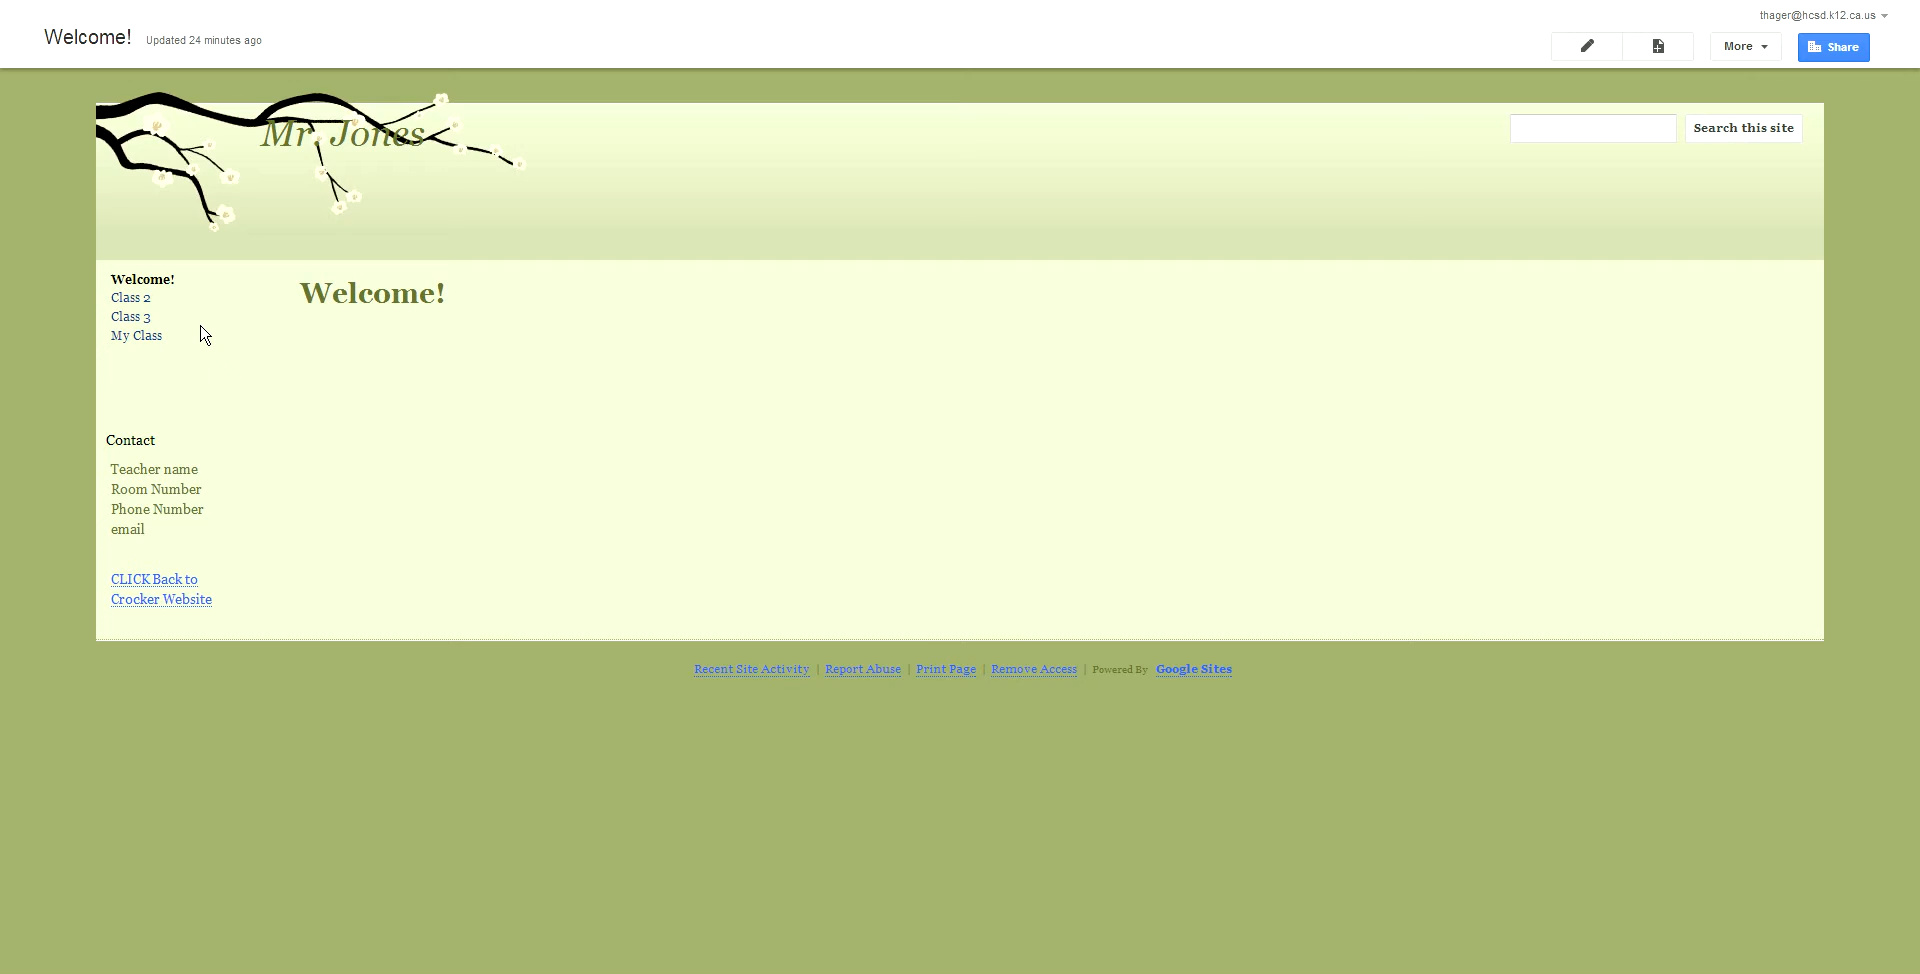 thager@hcsd.k12.ca.us
Welcome! Updated 24 minutes ago
More
Share
Mr. Jones
Search this site
Welcome!
Class 2
Class 3
My Class
Welcome!
Contact
Teacher name
Room Number
Phone Number
email
CLICK Back to
Crocker Website
Recent Site Activity | Report Abuse | Print Page | Remove Access | Powered By Google Sites